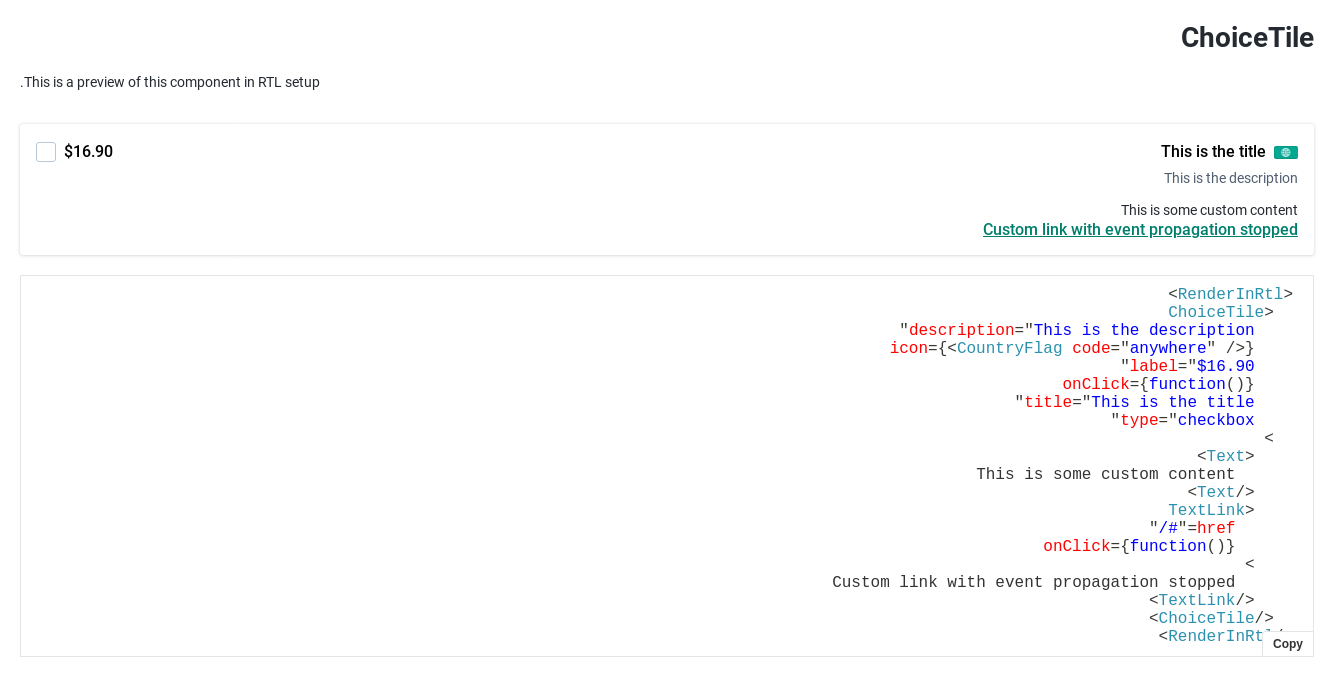 ChoiceTile
.This is a preview of this component in RTL setup
This is the title
$16.90
This is the description
This is some custom content
Custom link with event propagation stopped
<RenderInRtl>
ChoiceTile>
"description="This is the description
icon={<CountryFlag code="anywhere" />}
"label="$16.90
onClick={function()}
"title="This is the title
"type="checkbox
<
<Text>
This is some custom content
<Text/>
TextLink>
"/#"=href
onClick={function()}
<
Custom link with event propagation stopped
<TextLink/>
<ChoiceTile/>
<RenderInRtl/
Copy